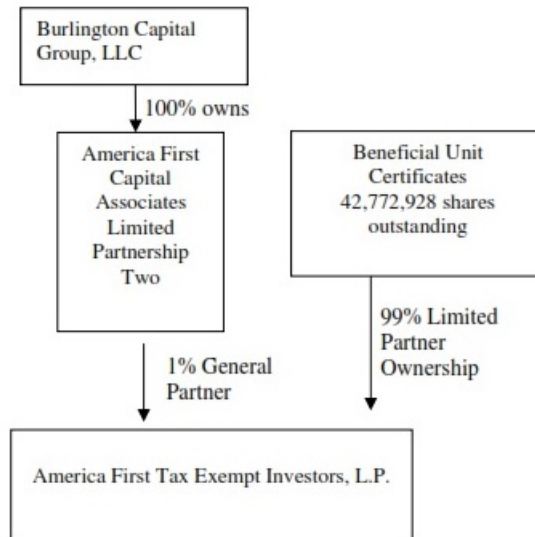 Burlington Capital
Group, LLC
100% owns
America First
Capital
Associates
Limited
Partnership
Two
Beneficial Unit
Certificates
42,772,928 shares
outstanding
1% General
Partner
99% Limited
Partner
Ownership
America First Tax Exempt Investors, L.P.